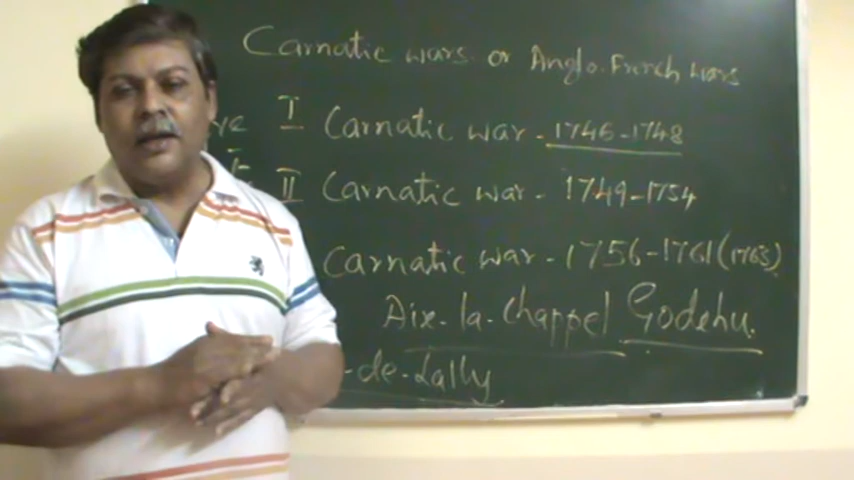 Carnatic wars or Anglo-French wars
I Carnatic war - 1746-1748
II Carnatic war - 1749-1754
Carnatic war - 1756-1761 (1763)
Aix-la-Chappel Godehu.
-de-Lally